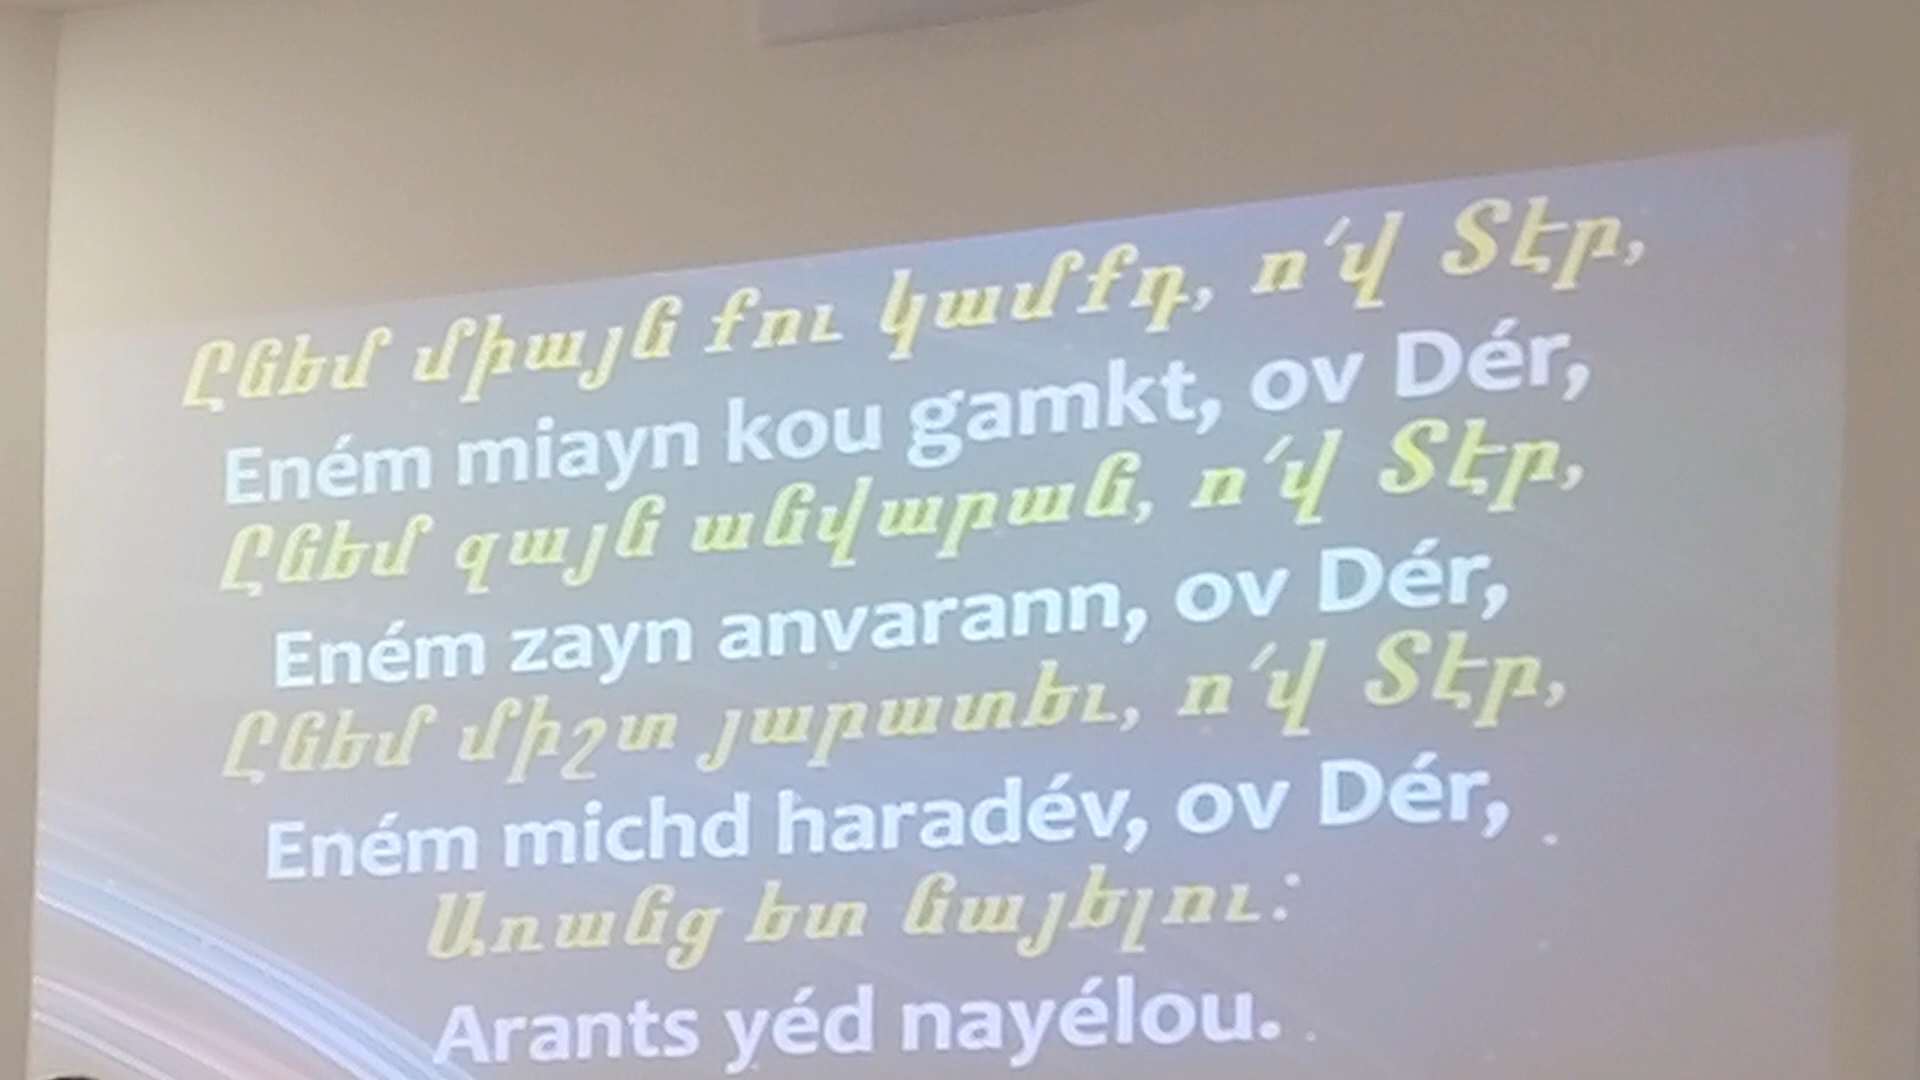 Ընեմ միայն քու կամքդ, ո՛վ Տէր,
Eném miayn kou gamkt, ov Dér,
Ընեմ զայն անվարան, ո՛վ Տէր,
Eném zayn anvarann, ov Dér,
Ընեմ միշտ յարատեւ, ո՛վ Տէր,
Eném michd haradév, ov Dér,
Առանց ետ նայելու:
Arants yéd nayélou.